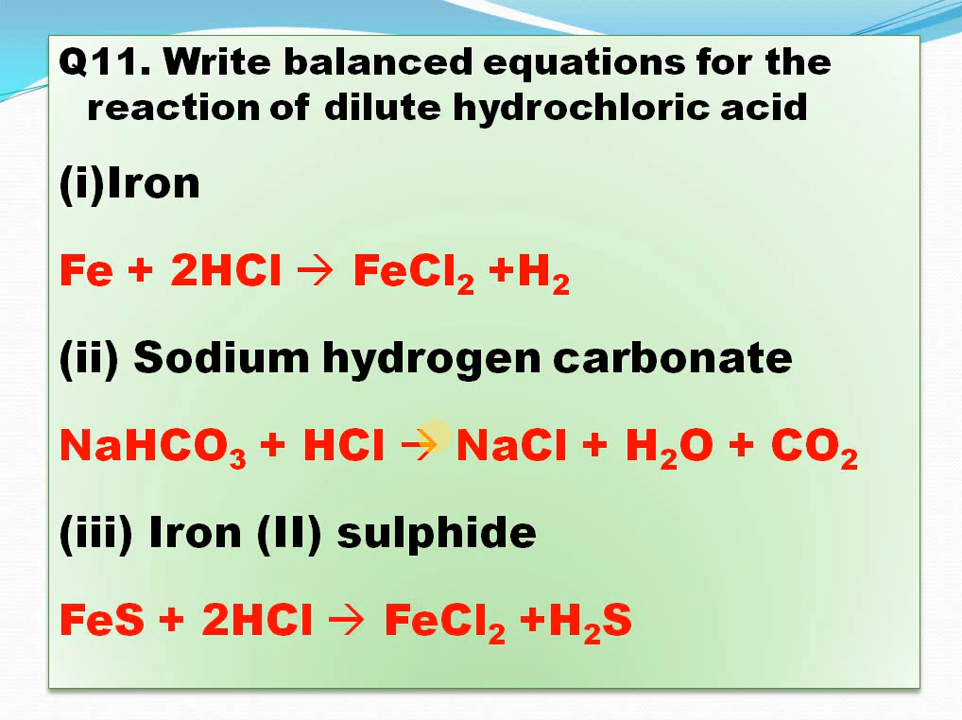 Q11. Write balanced equations for the
reaction of dilute hydrochloric acid
(i)Iron
Fe + 2HCl → FeCl₂ +H₂
(ii) Sodium hydrogen carbonate
NaHCO₃ + HCl → NaCl + H₂O + CO₂
(iii) Iron (II) sulphide
FeS + 2HCl → FeCl₂ +H₂S